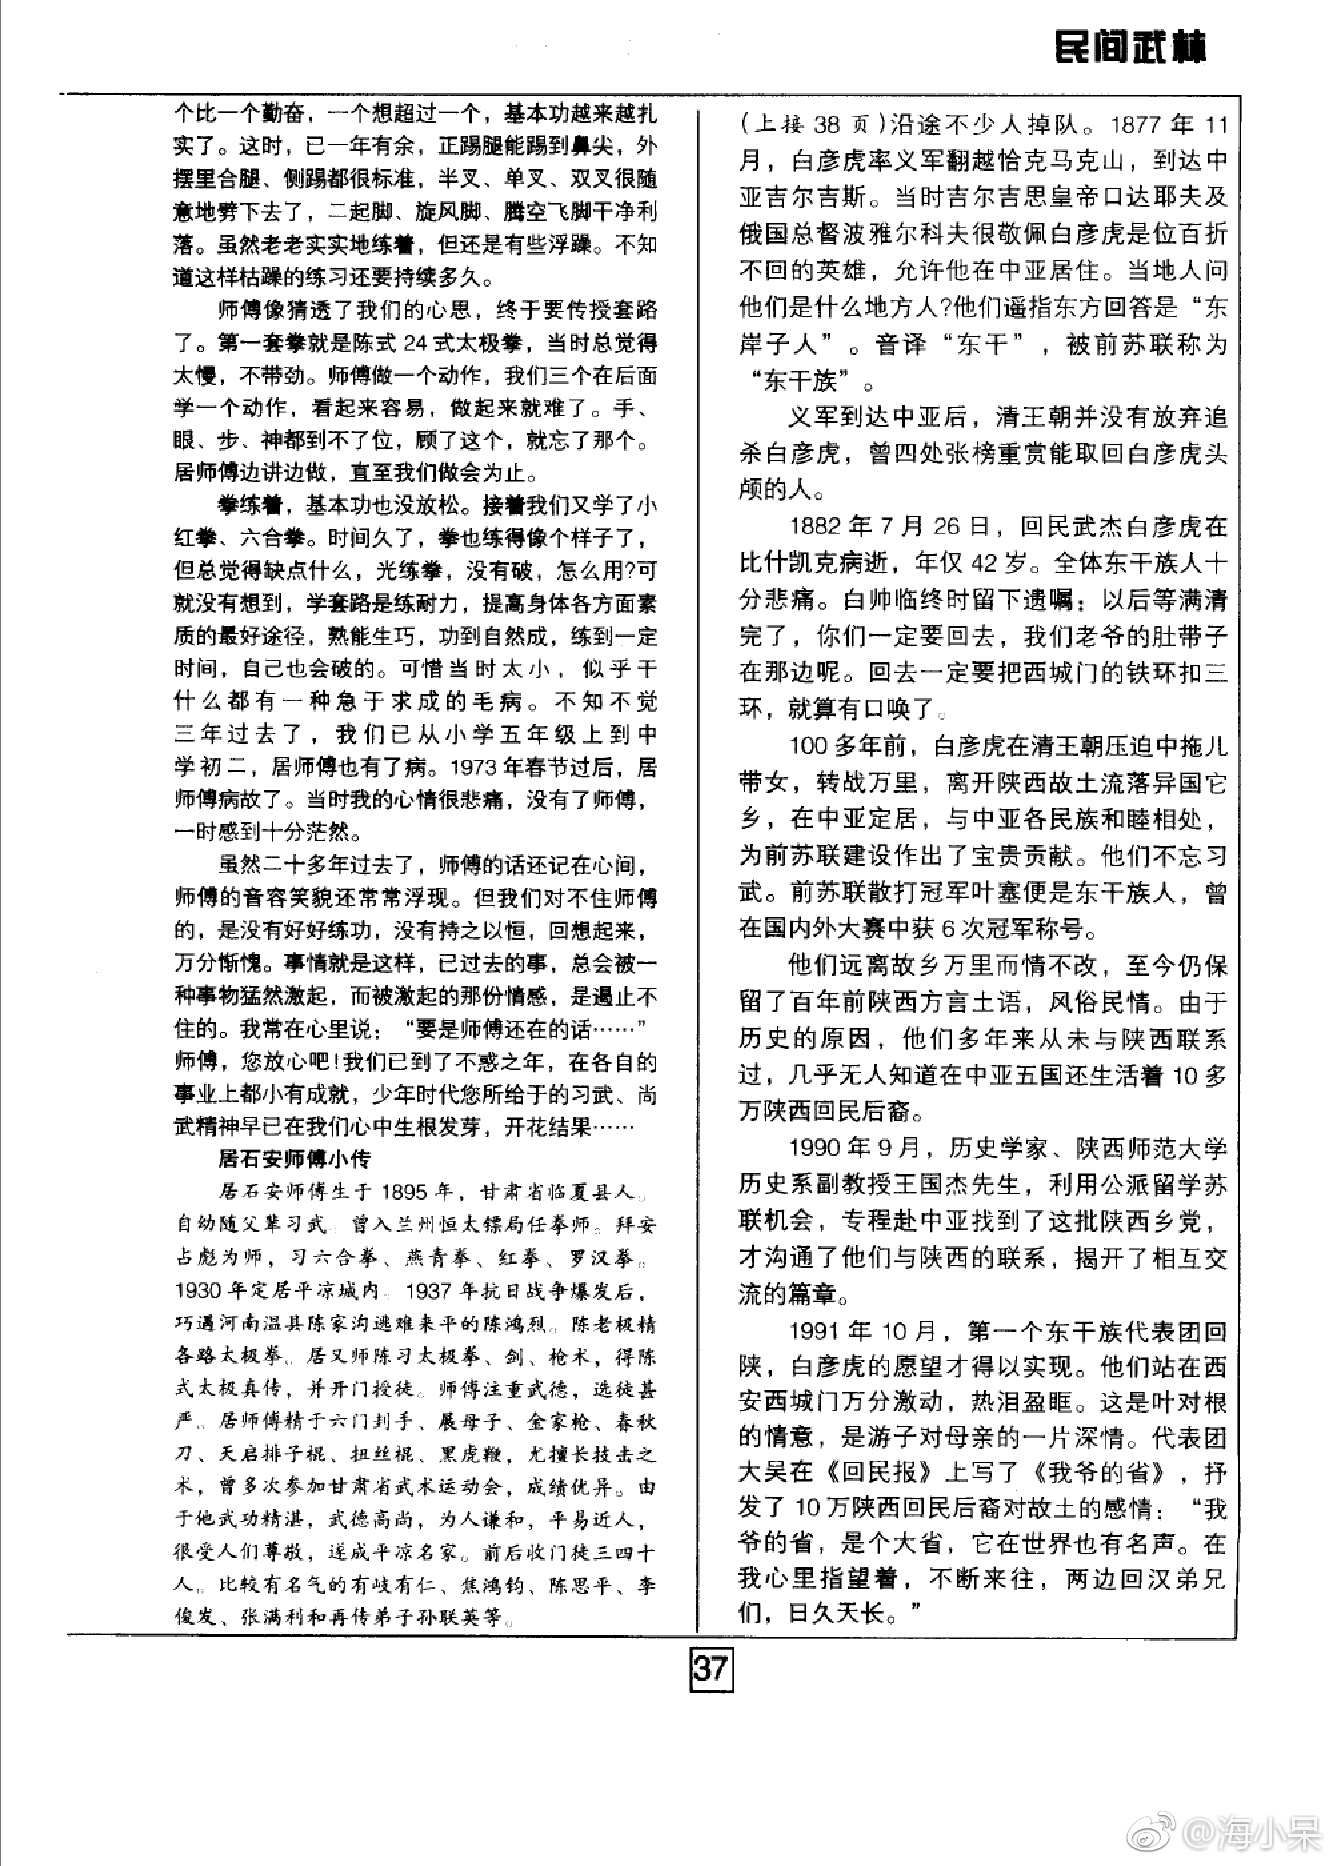 民间武林
个比一个勤奋，一个想超过一个，基本功越来越扎
实了。这时，已一年有余，正踢腿能踢到鼻尖，外
摆里合腿、侧踢都很标准，半叉、单叉、双叉很随
意地劈下去了，二起脚、旋风脚、腾空飞脚干净利
落。虽然老老实实地练着，但还是有些浮躁。不知
道这样枯躁的练习还要持续多久。
师傅像猜透了我们的心思，终于要传授套路
了。第一套拳就是陈式24式太极拳，当时总觉得
太慢，不带劲。师傅做一个动作，我们三个在后面
学一个动作，看起来容易，做起来就难了。手、
眼、步、神都到不了位，顾了这个，就忘了那个。
居师傅边讲边做，直至我们做会为止。
拳练着，基本功也没放松。接着我们又学了小
红拳、六合拳。时间久了，拳也练得像个样子了，
但总觉得缺点什么，光练拳，没有破，怎么用?可
就没有想到，学套路是练耐力，提高身体各方面素
质的最好途径，熟能生巧，功到自然成，练到一定
时间，自己也会破的。可惜当时太小，似乎干
什么都有一种急于求成的毛病。不知不觉
三年过去了，我们已从小学五年级上到中
学初二，居师傅也有了病。1973年春节过后，居
师傅病故了。当时我的心情很悲痛，没有了师傅，
一时感到十分茫然。
虽然二十多年过去了，师傅的话还记在心间，
师傅的音容笑貌还常常浮现。但我们对不住师傅
的，是没有好好练功，没有持之以恒，回想起来，
万分惭愧。事情就是这样，已过去的事，总会被一
种事物猛然激起，而被激起的那份情感，是遏止不
住的。我常在心里说：“要是师傅还在的话……”
师傅，您放心吧!我们已到了不惑之年，在各自的
事业上都小有成就，少年时代您所给于的习武、尚
武精神早已在我们心中生根发芽，开花结果……
居石安师傅小传
居石安师傅生于1895年，甘肃省临夏县人。
自幼随父辈习武。曾入兰州恒太镖局任拳师。拜安
占彪为师，习六合拳、燕青拳、红拳、罗汉拳。
1930年定居平凉城内。1937年抗日战争爆发后，
巧遇河南温县陈家沟逃难来平的陈鸿烈。陈老极精
各路太极拳。居又师陈习太极拳、剑、枪术，得陈
式太极真传，并开门授徒。师傅注重武德，选徒甚
严。居师傅精于六门封手、展母子、金家枪、春秋
刀、天启排子棍、扭丝棍、黑虎鞭，尤擅长技击之
术，曾多次参加甘肃省武术运动会，成绩优异。由
于他武功精湛，武德高尚，为人谦和，平易近人，
很受人们尊敬，遂成平凉名家。前后收门徒三四十
人。比较有名气的有岐有仁、焦鸿钧、陈思平、李
俊发、张满利和再传弟子孙联英等。
(上接38页)沿途不少人掉队。1877年11
月，白彦虎率义军翻越恰克马克山，到达中
亚吉尔吉斯。当时吉尔吉思皇帝口达耶夫及
俄国总督波雅尔科夫很敬佩白彦虎是位百折
不回的英雄，允许他在中亚居住。当地人问
他们是什么地方人?他们遥指东方回答是“东
岸子人”。音译“东干”，被前苏联称为
“东干族”。
义军到达中亚后，清王朝并没有放弃追
杀白彦虎，曾四处张榜重赏能取回白彦虎头
颅的人。
1882年7月26日，回民武杰白彦虎在
比什凯克病逝，年仅42岁。全体东干族人十
分悲痛。白帅临终时留下遗嘱：以后等满清
完了，你们一定要回去，我们老爷的肚带子
在那边呢。回去一定要把西城门的铁环扣三
环，就算有口唤了。
100多年前，白彦虎在清王朝压迫中拖儿
带女，转战万里，离开陕西故土流落异国它
乡，在中亚定居，与中亚各民族和睦相处，
为前苏联建设作出了宝贵贡献。他们不忘习
武。前苏联散打冠军叶塞便是东干族人，曾
在国内外大赛中获6次冠军称号。
他们远离故乡万里而情不改，至今仍保
留了百年前陕西方言土语，风俗民情。由于
历史的原因，他们多年来从未与陕西联系
过，几乎无人知道在中亚五国还生活着10多
万陕西回民后裔。
1990年9月，历史学家、陕西师范大学
历史系副教授王国杰先生，利用公派留学苏
联机会，专程赴中亚找到了这批陕西乡党，
才沟通了他们与陕西的联系，揭开了相互交
流的篇章。
1991年10月，第一个东干族代表团回
陕，白彦虎的愿望才得以实现。他们站在西
安西城门万分激动，热泪盈眶。这是叶对根
的情意，是游子对母亲的一片深情。代表团
大吴在《回民报》上写了《我爷的省》，抒
发了10万陕西回民后裔对故土的感情：“我
爷的省，是个大省，它在世界也有名声。在
我心里指望着，不断来往，两边回汉弟兄
们，日久天长。”
37
@海小呆